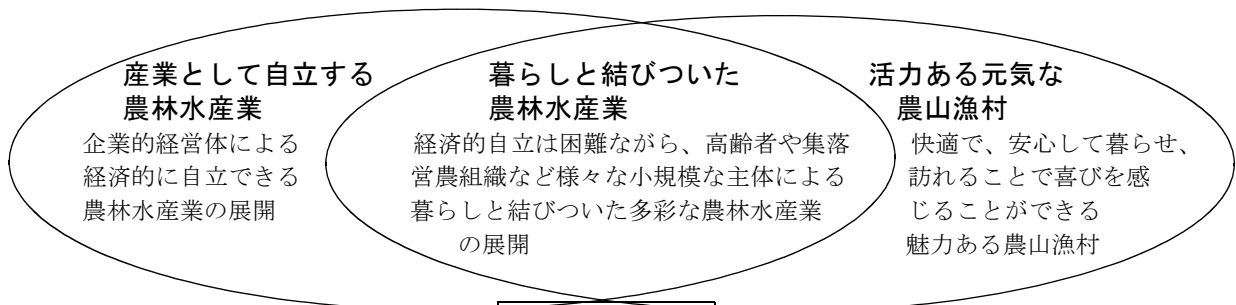 産業として自立する
農林水産業
企業的経営体による
経済的に自立できる
農林水産業の展開
暮らしと結びついた
農林水産業
経済的自立は困難ながら、高齢者や集落
営農組織など様々な小規模な主体による
暮らしと結びついた多彩な農林水産業
の展開
活力ある元気な
農山漁村
快適で、安心して暮らせ、
訪れることで喜びを感
じることができる
魅力ある農山漁村